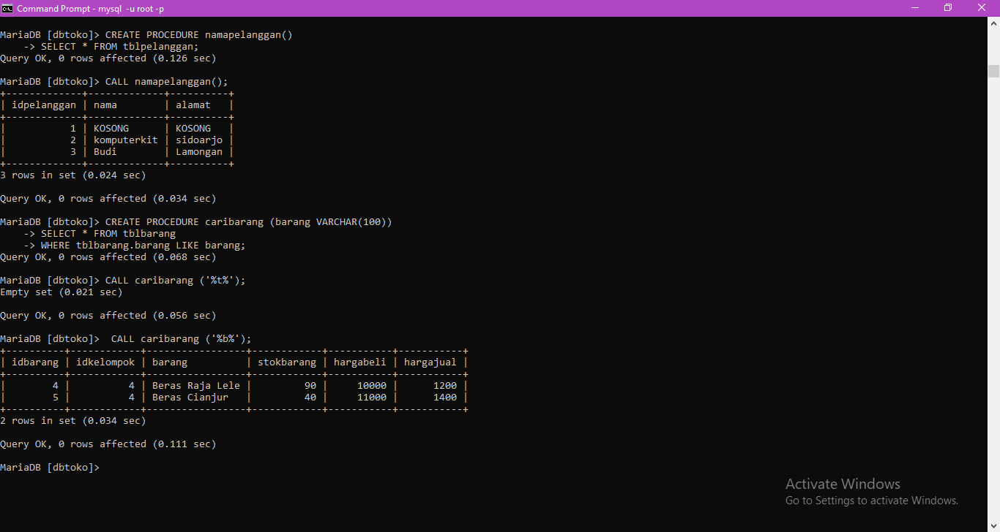 Command Prompt - mysql  -u root -p
MariaDB [dbtoko]> CREATE PROCEDURE namapelanggan()
    -> SELECT * FROM tblpelanggan;
Query OK, 0 rows affected (0.126 sec)
MariaDB [dbtoko]> CALL namapelanggan();
+-------------+-------------+----------+
| idpelanggan | nama        | alamat   |
+-------------+-------------+----------+
|           1 | KOSONG      | KOSONG   |
|           2 | komputerkit | sidoarjo |
|           3 | Budi        | Lamongan |
+-------------+-------------+----------+
3 rows in set (0.024 sec)
Query OK, 0 rows affected (0.034 sec)
MariaDB [dbtoko]> CREATE PROCEDURE caribarang (barang VARCHAR(100))
    -> SELECT * FROM tblbarang
    -> WHERE tblbarang.barang LIKE barang;
Query OK, 0 rows affected (0.068 sec)
MariaDB [dbtoko]> CALL caribarang ('%t%');
Empty set (0.021 sec)
Query OK, 0 rows affected (0.056 sec)
MariaDB [dbtoko]>  CALL caribarang ('%b%');
+----------+------------+-----------------+------------+-----------+-----------+
| idbarang | idkelompok | barang          | stokbarang | hargabeli | hargajual |
+----------+------------+-----------------+------------+-----------+-----------+
|        4 |          4 | Beras Raja Lele |         90 |     10000 |      1200 |
|        5 |          4 | Beras Cianjur   |         40 |     11000 |      1400 |
+----------+------------+-----------------+------------+-----------+-----------+
2 rows in set (0.034 sec)
Query OK, 0 rows affected (0.111 sec)
MariaDB [dbtoko]>
Activate Windows
Go to Settings to activate Windows.